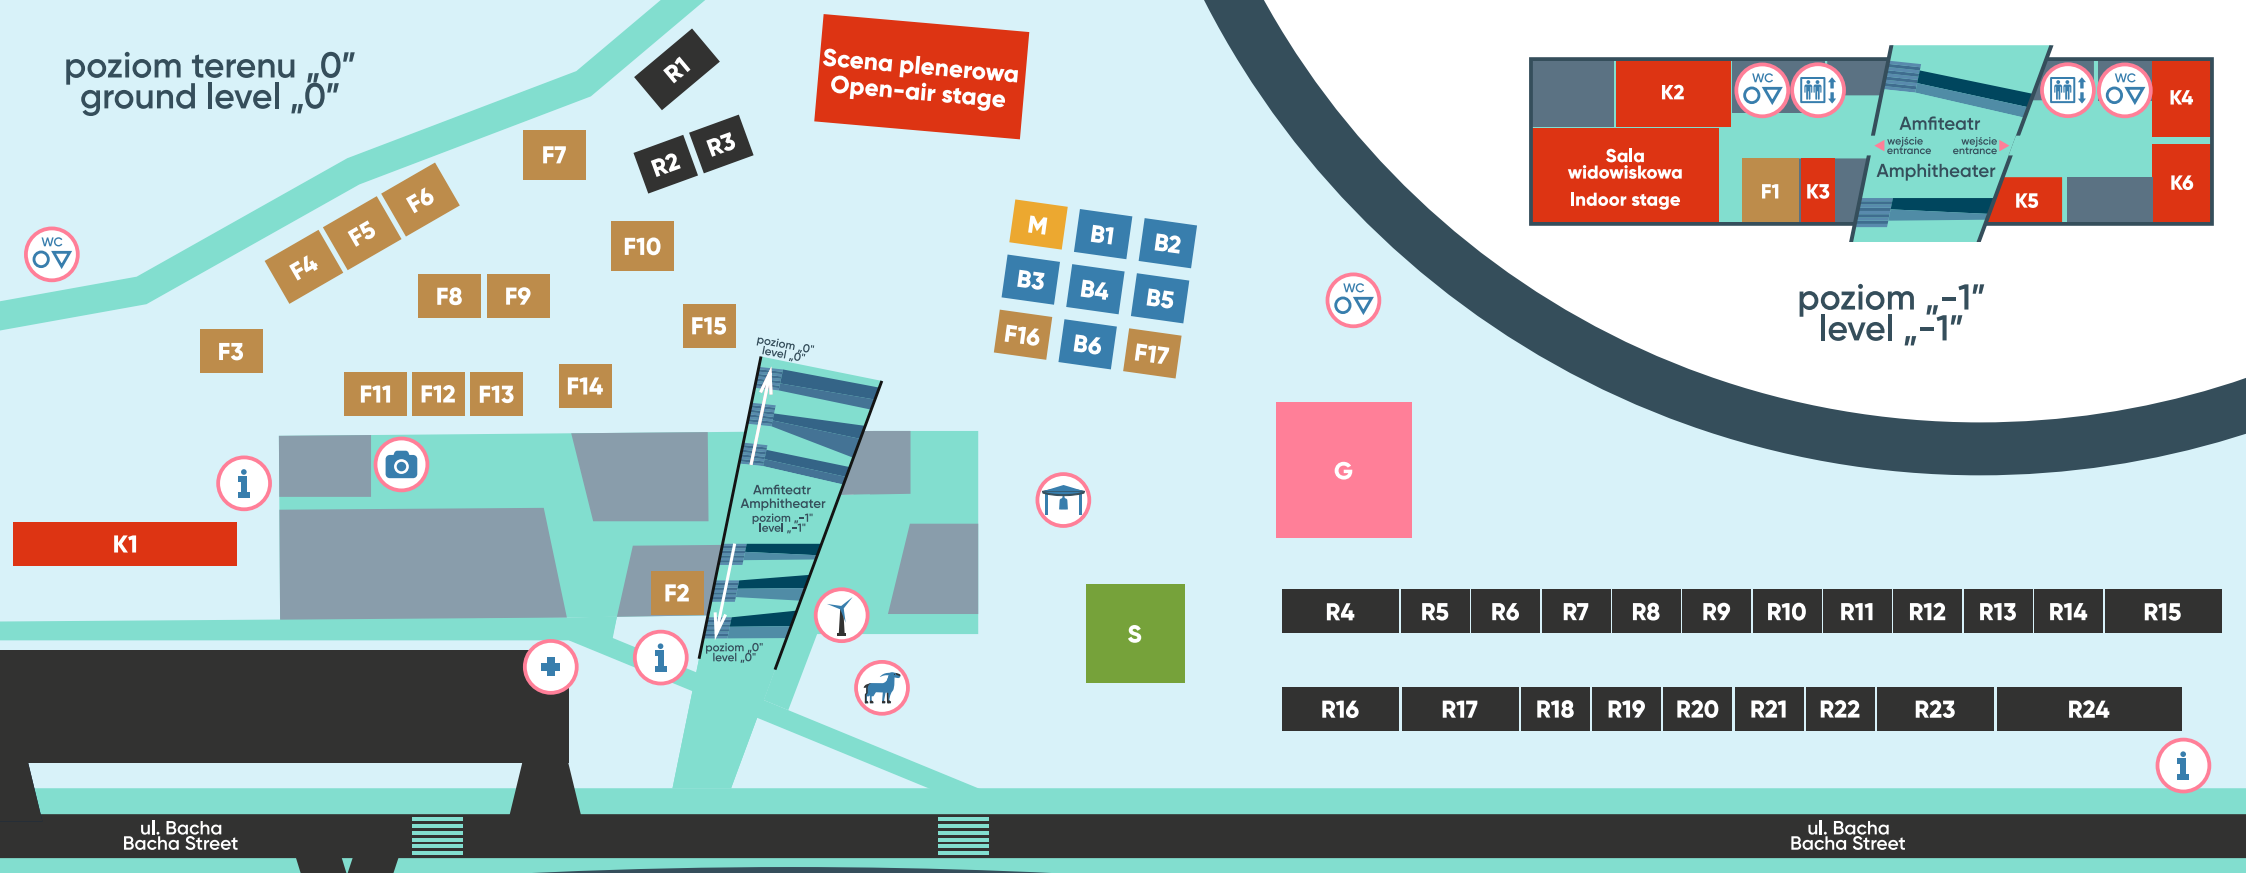 poziom terenu „0”
ground level „0”
R1
Scena plenerowa
Open-air stage
R2
R3
F7
F6
F5
F4
WC
F10
F8
F9
F15
F3
F11
F12
F13
F14
M
B1
B2
B3
B4
B5
F16
B6
F17
WC
poziom „0”
level „0”
Amfiteatr
Amphitheater
poziom „-1”
level „-1”
poziom „0”
level „0”
i
K1
F2
i
G
S
R4
R5
R6
R7
R8
R9
R10
R11
R12
R13
R14
R15
R16
R17
R18
R19
R20
R21
R22
R23
R24
i
ul. Bacha
Bacha Street
ul. Bacha
Bacha Street
K2
WC
WC
K4
Sala
widowiskowa
Indoor stage
F1
K3
Amfiteatr
wejście
entrance
wejście
entrance
Amphitheater
K5
K6
poziom „-1”
level „-1”